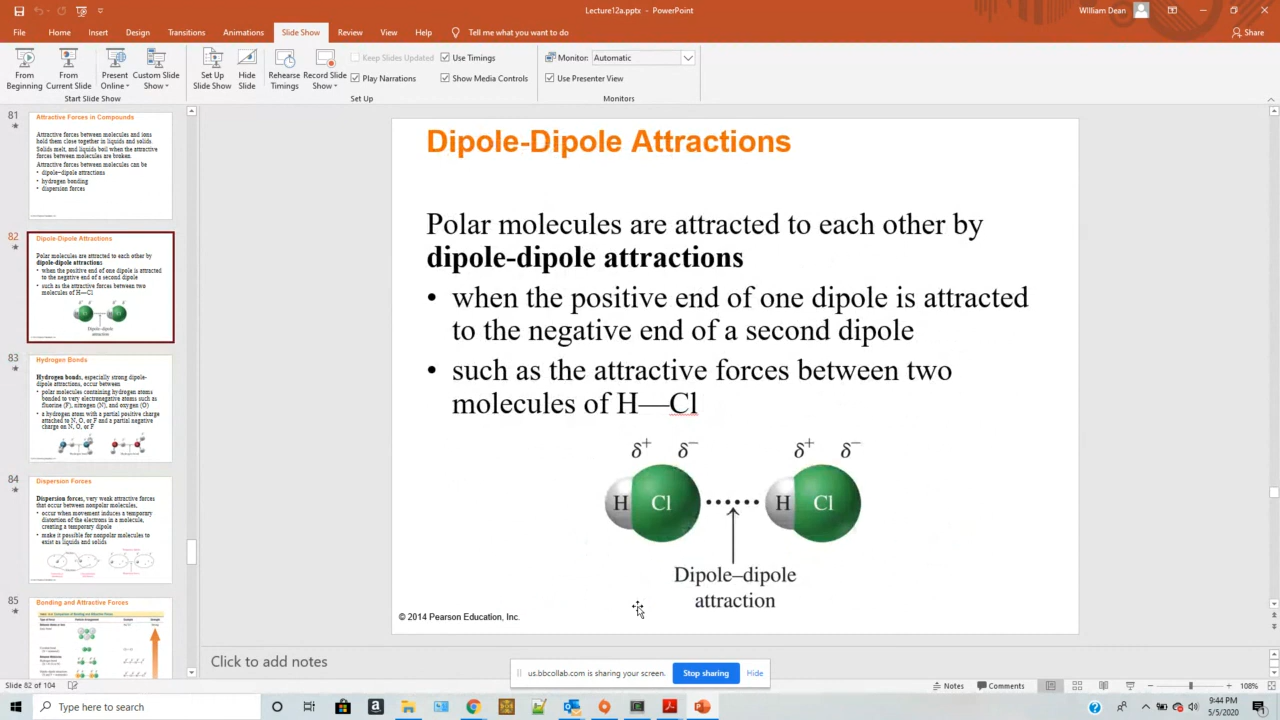 Lecture12a.pptx - PowerPoint
William Dean
File Home Insert Design Transitions Animations Slide Show Review View Help Tell me what you want to do Share
From Beginning
From Current Slide
Present Online
Custom Slide Show
Start Slide Show
Set Up Slide Show
Hide Slide
Rehearse Timings
Record Slide Show
Keep Slides Updated
Play Narrations
Use Timings
Show Media Controls
Set Up
Monitor: Automatic
Use Presenter View
Monitors
81
Attractive Forces in Compounds
Attractive forces between molecules and ions
hold them close together in liquids and solids.
Solids melt, and liquids boil when the attractive
forces between molecules are broken.
Attractive forces between molecules can be
• dipole–dipole attractions
• hydrogen bonding
• dispersion forces
82
Dipole-Dipole Attractions
Polar molecules are attracted to each other by
dipole-dipole attractions
• when the positive end of one dipole is attracted
to the negative end of a second dipole
• such as the attractive forces between two
molecules of H—Cl
Dipole–dipole
attraction
83
Hydrogen Bonds
Hydrogen bonds, especially strong dipole-
dipole attractions, occur between
• polar molecules containing hydrogen atoms
bonded to very electronegative atoms such as
fluorine (F), nitrogen (N), and oxygen (O)
• a hydrogen atom with a partial positive charge
attached to N, O, or F and a partial negative
charge on N, O, or F
84
Dispersion Forces
Dispersion forces, very weak attractive forces
that occur between nonpolar molecules,
• occur when movement induces a temporary
distortion of the electrons in a molecule,
creating a temporary dipole
• make it possible for nonpolar molecules to
exist as liquids and solids
85
Bonding and Attractive Forces
Dipole-Dipole Attractions
Polar molecules are attracted to each other by
dipole-dipole attractions
• when the positive end of one dipole is attracted
to the negative end of a second dipole
• such as the attractive forces between two
molecules of H—Cl
δ+ δ− δ+ δ−
H Cl H Cl
Dipole–dipole
attraction
© 2014 Pearson Education, Inc.
Click to add notes
us.bbcollab.com is sharing your screen.
Stop sharing
Hide
Slide 82 of 104
Notes
Comments
108%
Type here to search
9:44 PM
5/5/2020